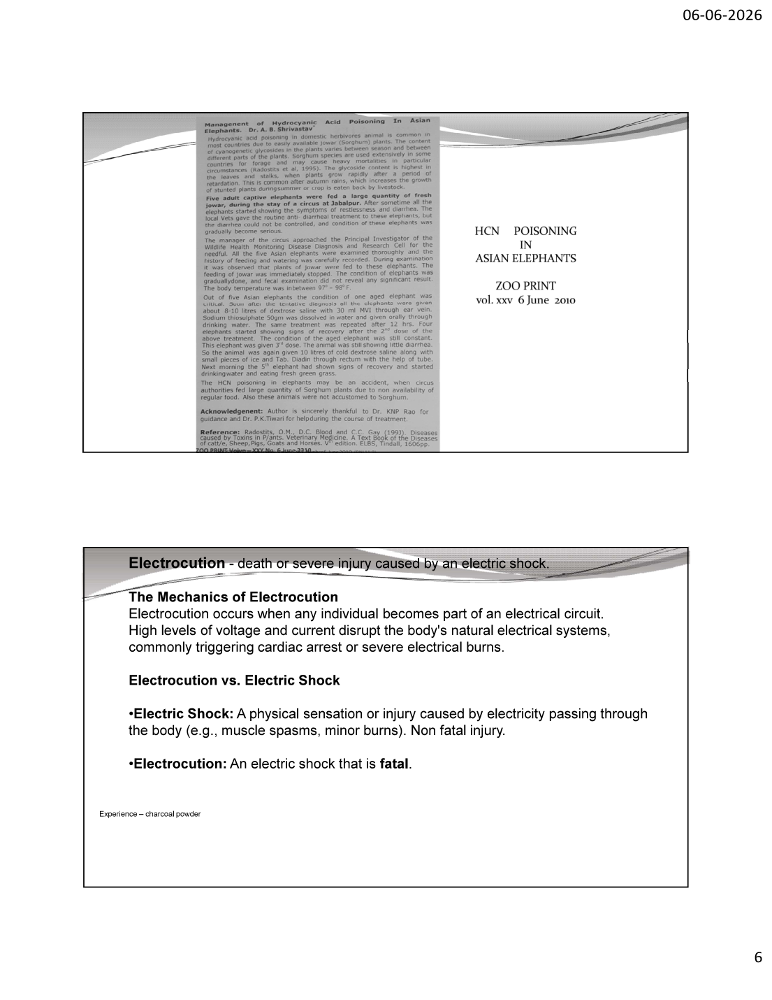 06-06-2026
Management of Hydrocyanic Acid Poisoning In Asian
Elephants. Dr. A. B. Shrivastav*
Hydrocyanic acid poisoning in domestic herbivores animal is common in
most countries due to easily available jowar (Sorghum) plants. The content
of cyanogenetic glycosides in the plants varies between season and between
different parts of the plants. Sorghum species are used extensively in some
countries for forage and may cause heavy mortalities in particular
circumstances (Radostits et al, 1995). The glycoside content is highest in
the leaves and stalks, when plants grow rapidly after a period of
retardation. This is common after autumn rains, which increases the growth
of stunted plants duringsummer or crop is eaten back by livestock.
Five adult captive elephants were fed a large quantity of fresh
jowar, during the stay of a circus at Jabalpur. After sometime all the
elephants started showing the symptoms of restlessness and diarrhea. The
local Vets gave the routine anti- diarrheal treatment to these elephants, but
the diarrhea could not be controlled, and condition of these elephants was
gradually become serious.
The manager of the circus approached the Principal Investigator of the
Wildlife Health Monitoring Disease Diagnosis and Research Cell for the
needful. All the five Asian elephants were examined thoroughly and the
history of feeding and watering was carefully recorded. During examination
it was observed that plants of jowar were fed to these elephants. The
feeding of jowar was immediately stopped. The condition of elephants was
graduallydone, and fecal examination did not reveal any significant result.
The body temperature was inbetween 97° – 98° F.
Out of five Asian elephants the condition of one aged elephant was
critical. Soon after the tentative diagnosis all the elephants were given
about 8-10 litres of dextrose saline with 30 ml MVI through ear vein.
Sodium thiosulphate 50gm was dissolved in water and given orally through
drinking water. The same treatment was repeated after 12 hrs. Four
elephants started showing signs of recovery after the 2nd dose of the
above treatment. The condition of the aged elephant was still constant.
This elephant was given 3rd dose. The animal was still showing little diarrhea.
So the animal was again given 10 litres of cold dextrose saline along with
small pieces of ice and Tab. Diadin through rectum with the help of tube.
Next morning the 5th elephant had shown signs of recovery and started
drinkingwater and eating fresh green grass.
The HCN poisoning in elephants may be an accident, when circus
authorities fed large quantity of Sorghum plants due to non availability of
regular food. Also these animals were not accustomed to Sorghum.
Acknowledgenent: Author is sincerely thankful to Dr. KNP Rao for
guidance and Dr. P.K.Tiwari for helpduring the course of treatment.
Reference: Radostits, O.M., D.C. Blood and C.C. Gay (1993). Diseases
caused by Toxins in P/ants. Veterinary Medicine. A Text Book of the Diseases
of catt/e, Sheep,Pigs, Goats and Horses. Vth edition. ELBS, Tindall, 1606pp.
ZOO PRINT
HCN POISONING
IN
ASIAN ELEPHANTS
ZOO PRINT
vol. xxv 6 June 2010
Electrocution - death or severe injury caused by an electric shock.
The Mechanics of Electrocution
Electrocution occurs when any individual becomes part of an electrical circuit.
High levels of voltage and current disrupt the body's natural electrical systems,
commonly triggering cardiac arrest or severe electrical burns.
Electrocution vs. Electric Shock
•Electric Shock: A physical sensation or injury caused by electricity passing through
the body (e.g., muscle spasms, minor burns). Non fatal injury.
•Electrocution: An electric shock that is fatal.
Experience – charcoal powder
6